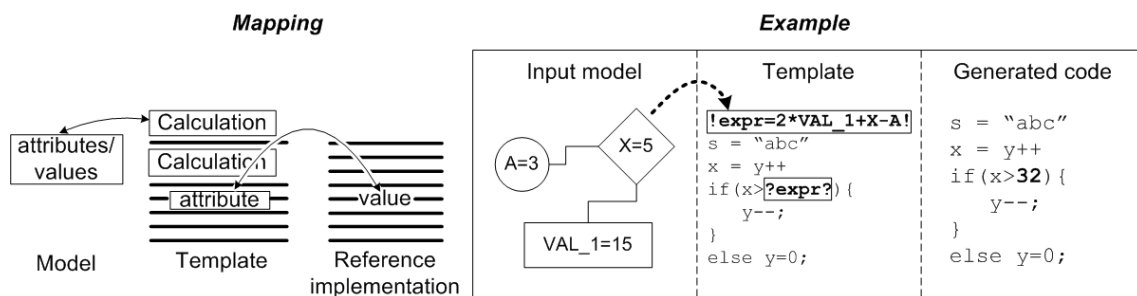 Mapping
attributes/
values
Calculation
Calculation
attribute
value
Model
Template
Reference
implementation
Example
Input model
A=3
X=5
VAL_1=15
Template
!expr=2*VAL_1+X-A!
s = “abc”
x = y++
if(x>?expr?){
y--;
}
else y=0;
Generated code
s = “abc”
x = y++
if(x>32){
y--;
}
else y=0;